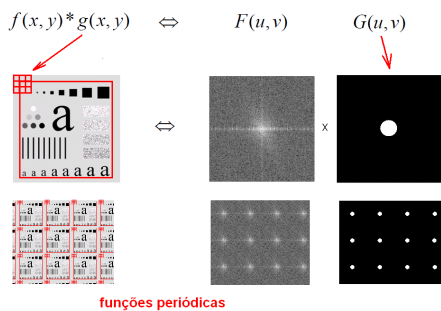 f(x, y) * g(x, y) ⇔ F(u, v) G(u, v)
a
⇔ x
a a a a a a a a
funções periódicas